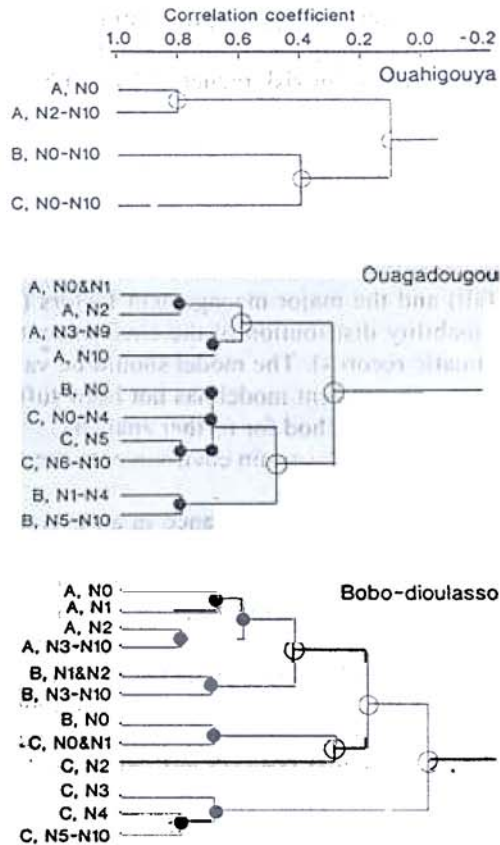 Correlation coefficient
1.0 0.8 0.6 0.4 0.2 0.0 -0.2
Ouahigouya
A, N0
A, N2-N10
B, N0-N10
C, N0-N10
Ouagadougou
A, N0&N1
A, N2
A, N3-N9
A, N10
B, N0
C, N0-N4
C, N5
C, N6-N10
B, N1-N4
B, N5-N10
Bobo-dioulasso
A, N0
A, N1
A, N2
A, N3-N10
B, N1&N2
B, N3-N10
B, N0
C, N0&N1
C, N2
C, N3
C, N4
C, N5-N10